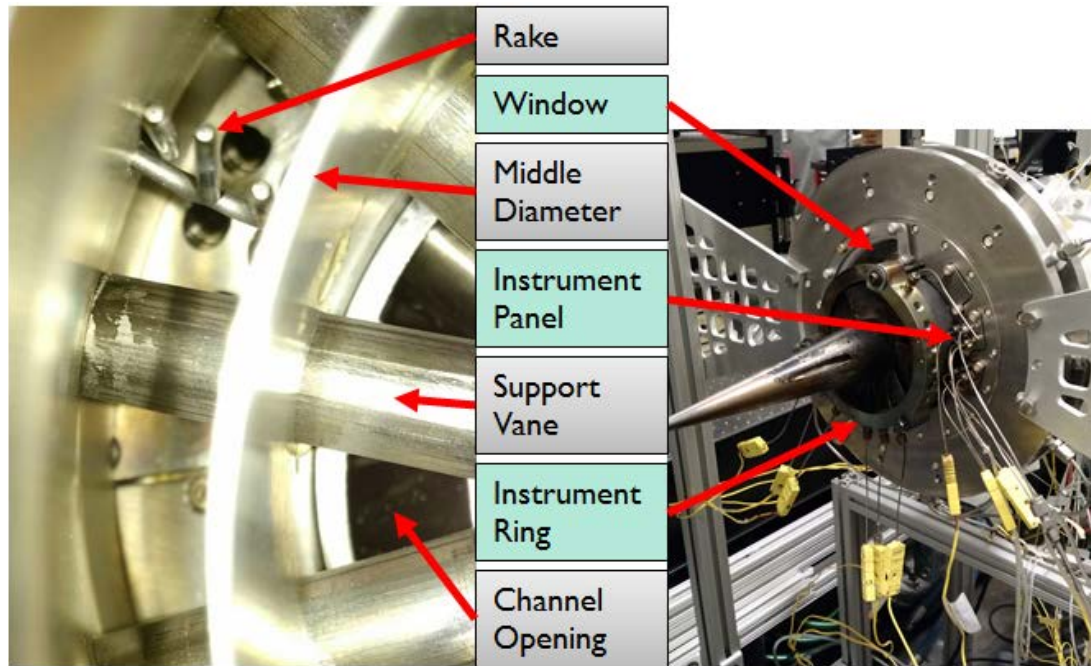 Rake
Window
Middle
Diameter
Instrument
Panel
Support
Vane
Instrument
Ring
Channel
Opening